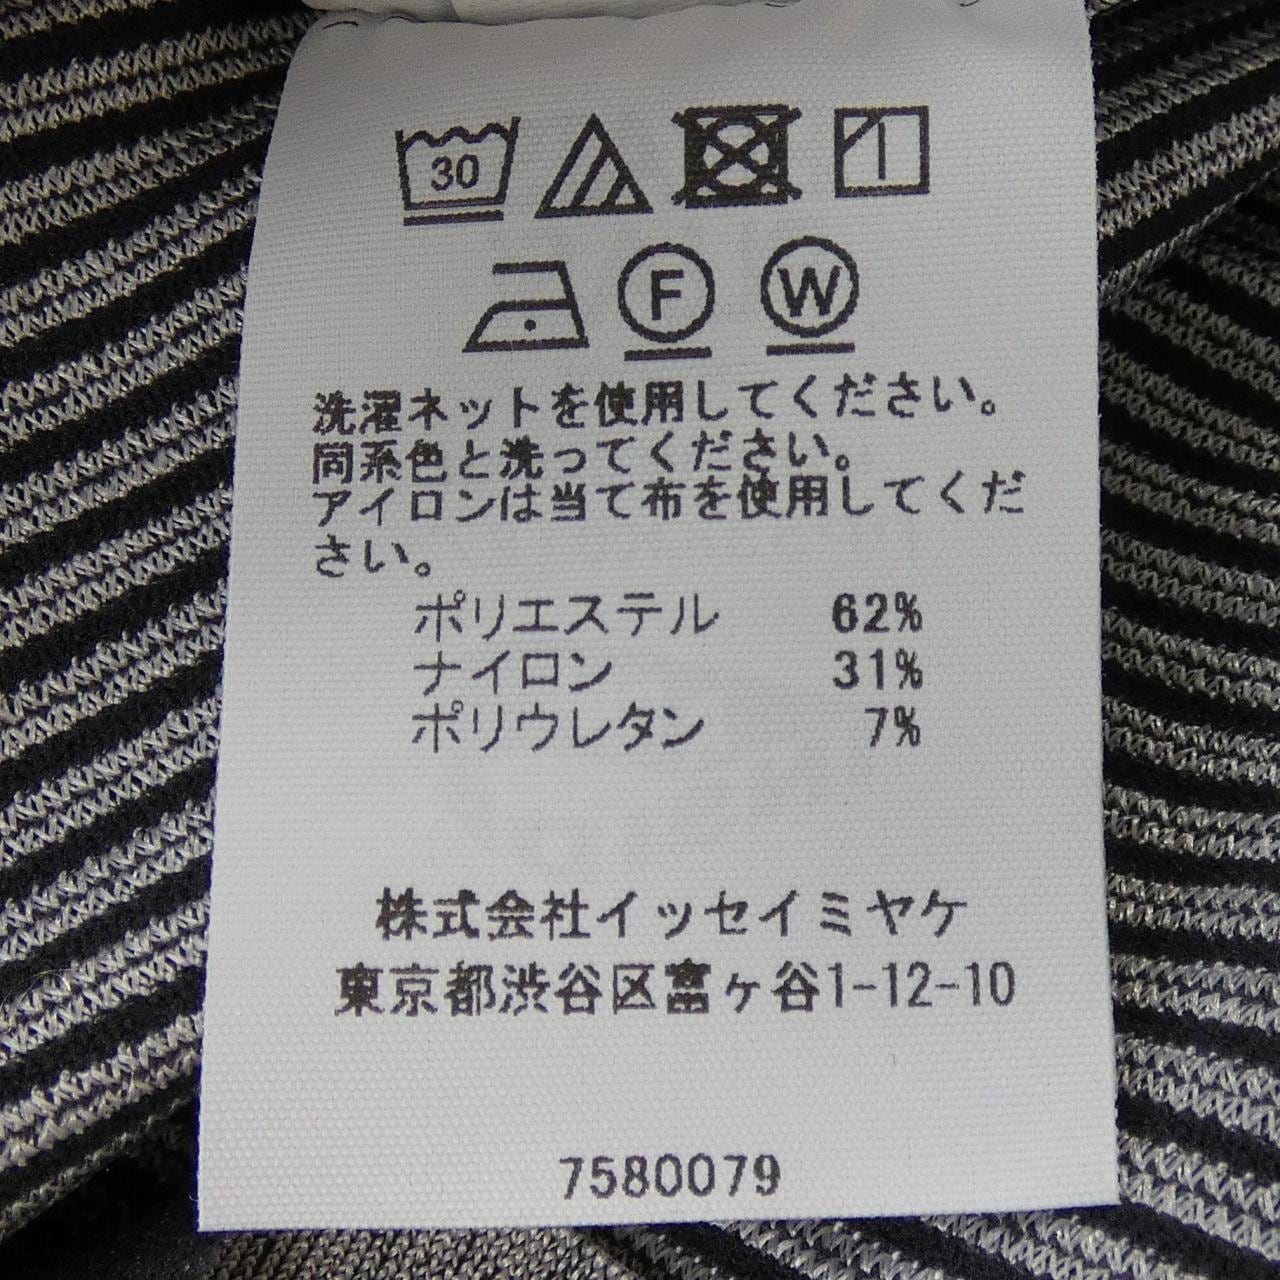 30
F W
洗濯ネットを使用してください。
同系色と洗ってください。
アイロンは当て布を使用してくだ
さい。
ポリエステル 62%
ナイロン 31%
ポリウレタン 7%
株式会社イッセイミヤケ
東京都渋谷区富ヶ谷1-12-10
7580079